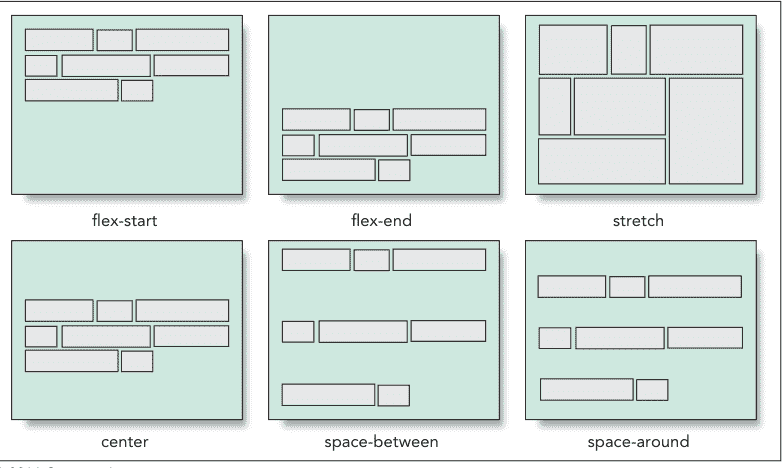 flex-start
flex-end
stretch
center
space-between
space-around